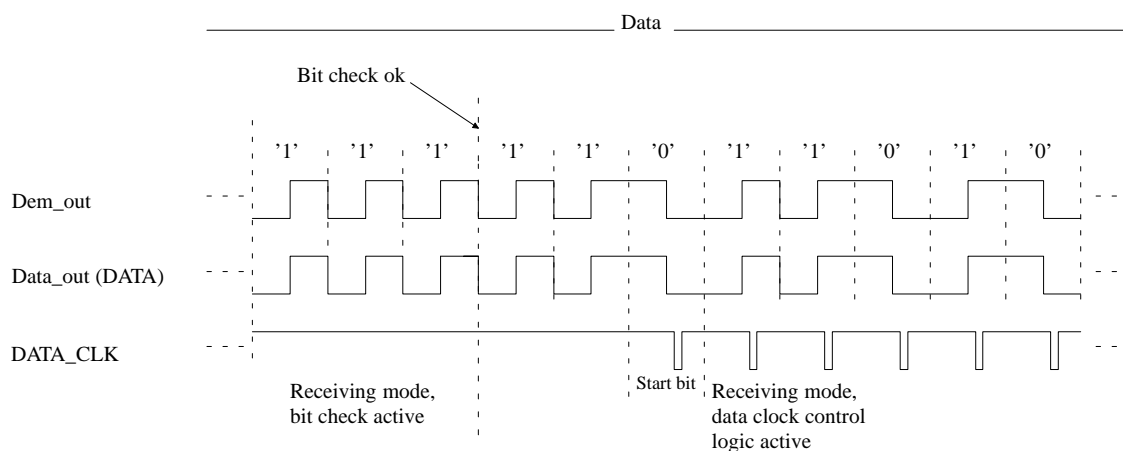 Data
Bit check ok
’1’ ’1’ ’1’ ’1’ ’1’ ’0’ ’1’ ’1’ ’0’ ’1’ ’0’
Dem_out
Data_out (DATA)
DATA_CLK
Receiving mode,
bit check active
Start bit
Receiving mode,
data clock control
logic active